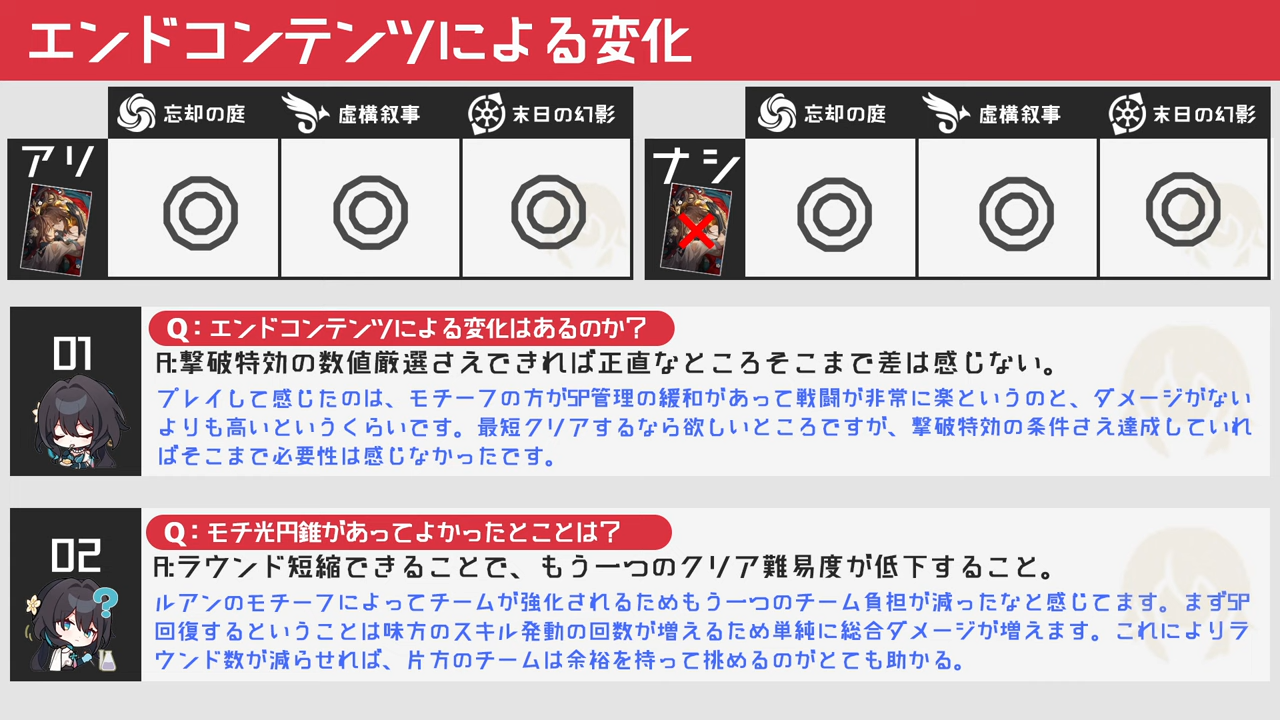 エンドコンテンツによる変化
忘却の庭 虚構叙事 末日の幻影
アリ
忘却の庭 虚構叙事 末日の幻影
ナシ
01
Q：エンドコンテンツによる変化はあるのか？
A:撃破特効の数値厳選さえできれば正直なところそこまで差は感じない。
プレイして感じたのは、モチーフの方がSP管理の緩和があって戦闘が非常に楽というのと、ダメージがない
よりも高いというくらいです。最短クリアするなら欲しいところですが、撃破特効の条件さえ達成していれ
ばそこまで必要性は感じなかったです。
02
Q：モチ光円錐があってよかったとことは？
A:ラウンド短縮できることで、もう一つのクリア難易度が低下すること。
ルアンのモチーフによってチームが強化されるためもう一つのチーム負担が減ったなと感じてます。まずSP
回復するということは味方のスキル発動の回数が増えるため単純に総合ダメージが増えます。これによりラ
ウンド数が減らせれば、片方のチームは余裕を持って挑めるのがとても助かる。